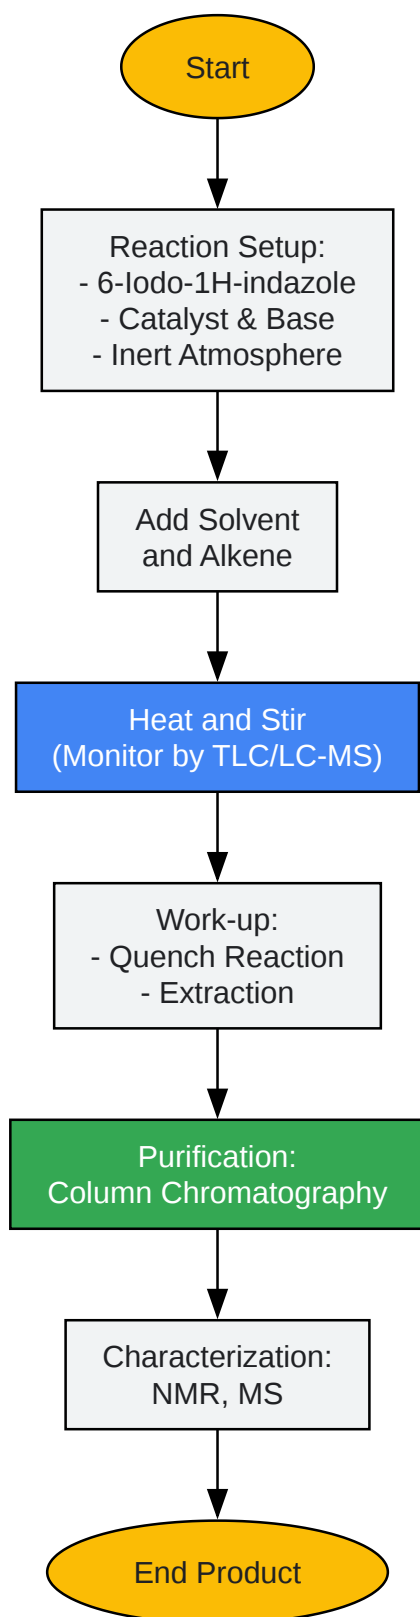 Start
Reaction Setup:
- 6-Iodo-1H-indazole
- Catalyst & Base
- Inert Atmosphere
Add Solvent
and Alkene
Heat and Stir
(Monitor by TLC/LC-MS)
Work-up:
- Quench Reaction
- Extraction
Purification:
Column Chromatography
Characterization:
NMR, MS
End Product